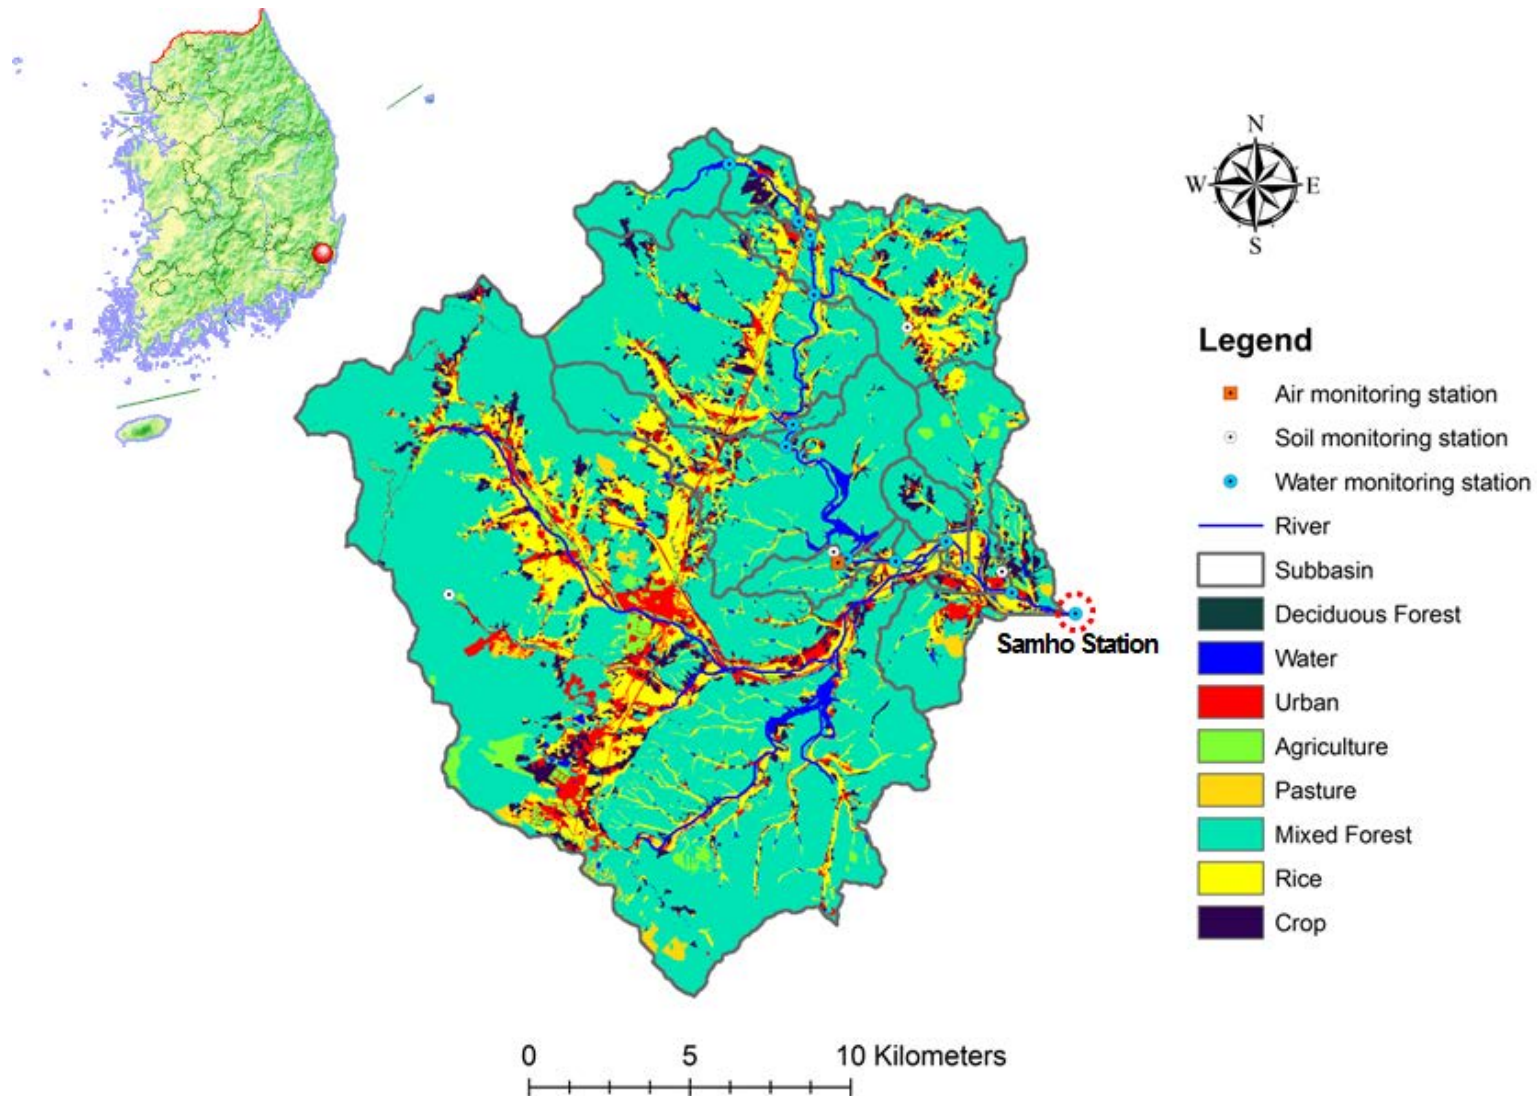 N
W E
S
Legend
Air monitoring station
Soil monitoring station
Water monitoring station
River
Subbasin
Deciduous Forest
Water
Urban
Agriculture
Pasture
Mixed Forest
Rice
Crop
Samho Station
0 5 10 Kilometers